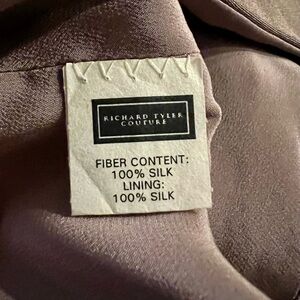 RICHARD TYLER
COUTURE
FIBER CONTENT:
100% SILK
LINING:
100% SILK